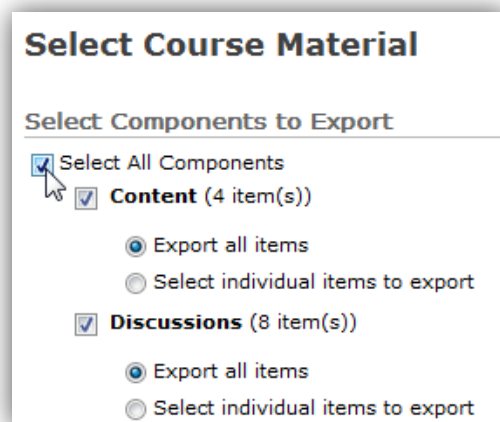 Select Course Material
Select Components to Export
Select All Components
Content (4 item(s))
Export all items
Select individual items to export
Discussions (8 item(s))
Export all items
Select individual items to export